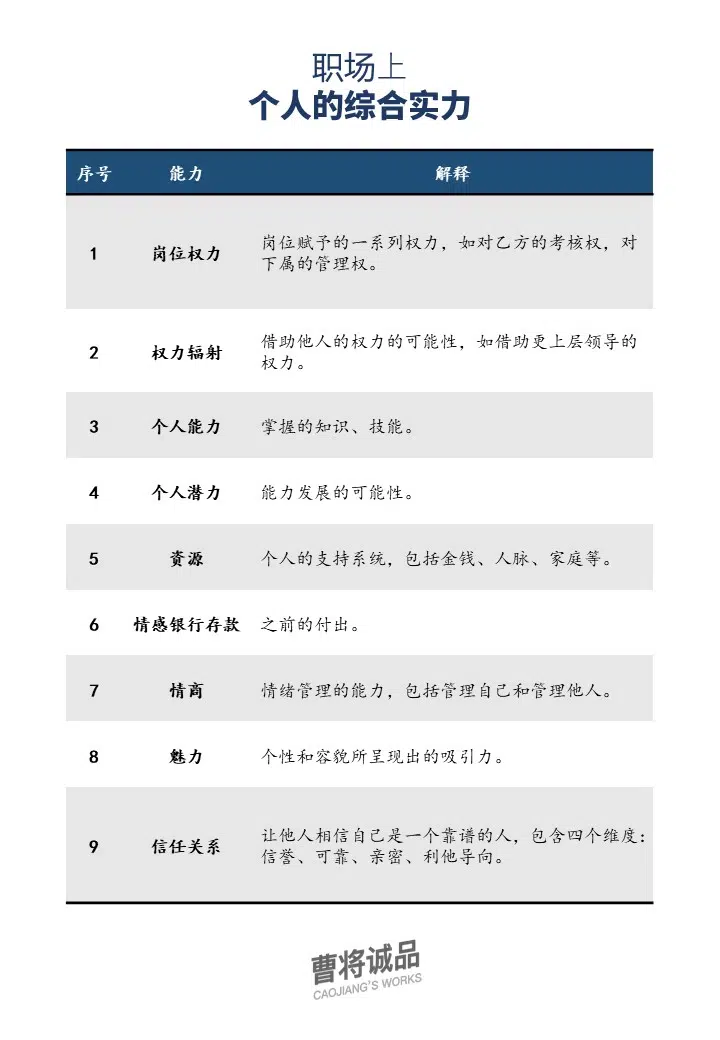 职场上
个人的综合实力
序号 能力 解释
1 岗位权力 岗位赋予的一系列权力，如对乙方的考核权，对
下属的管理权。
2 权力辐射 借助他人的权力的可能性，如借助更上层领导的
权力。
3 个人能力 掌握的知识、技能。
4 个人潜力 能力发展的可能性。
5 资源 个人的支持系统，包括金钱、人脉、家庭等。
6 情感银行存款 之前的付出。
7 情商 情绪管理的能力，包括管理自己和管理他人。
8 魅力 个性和容貌所呈现出的吸引力。
9 信任关系 让他人相信自己是一个靠谱的人，包含四个维度：
信誉、可靠、亲密、利他导向。
曹将诚品
CAOJIANG'S WORKS